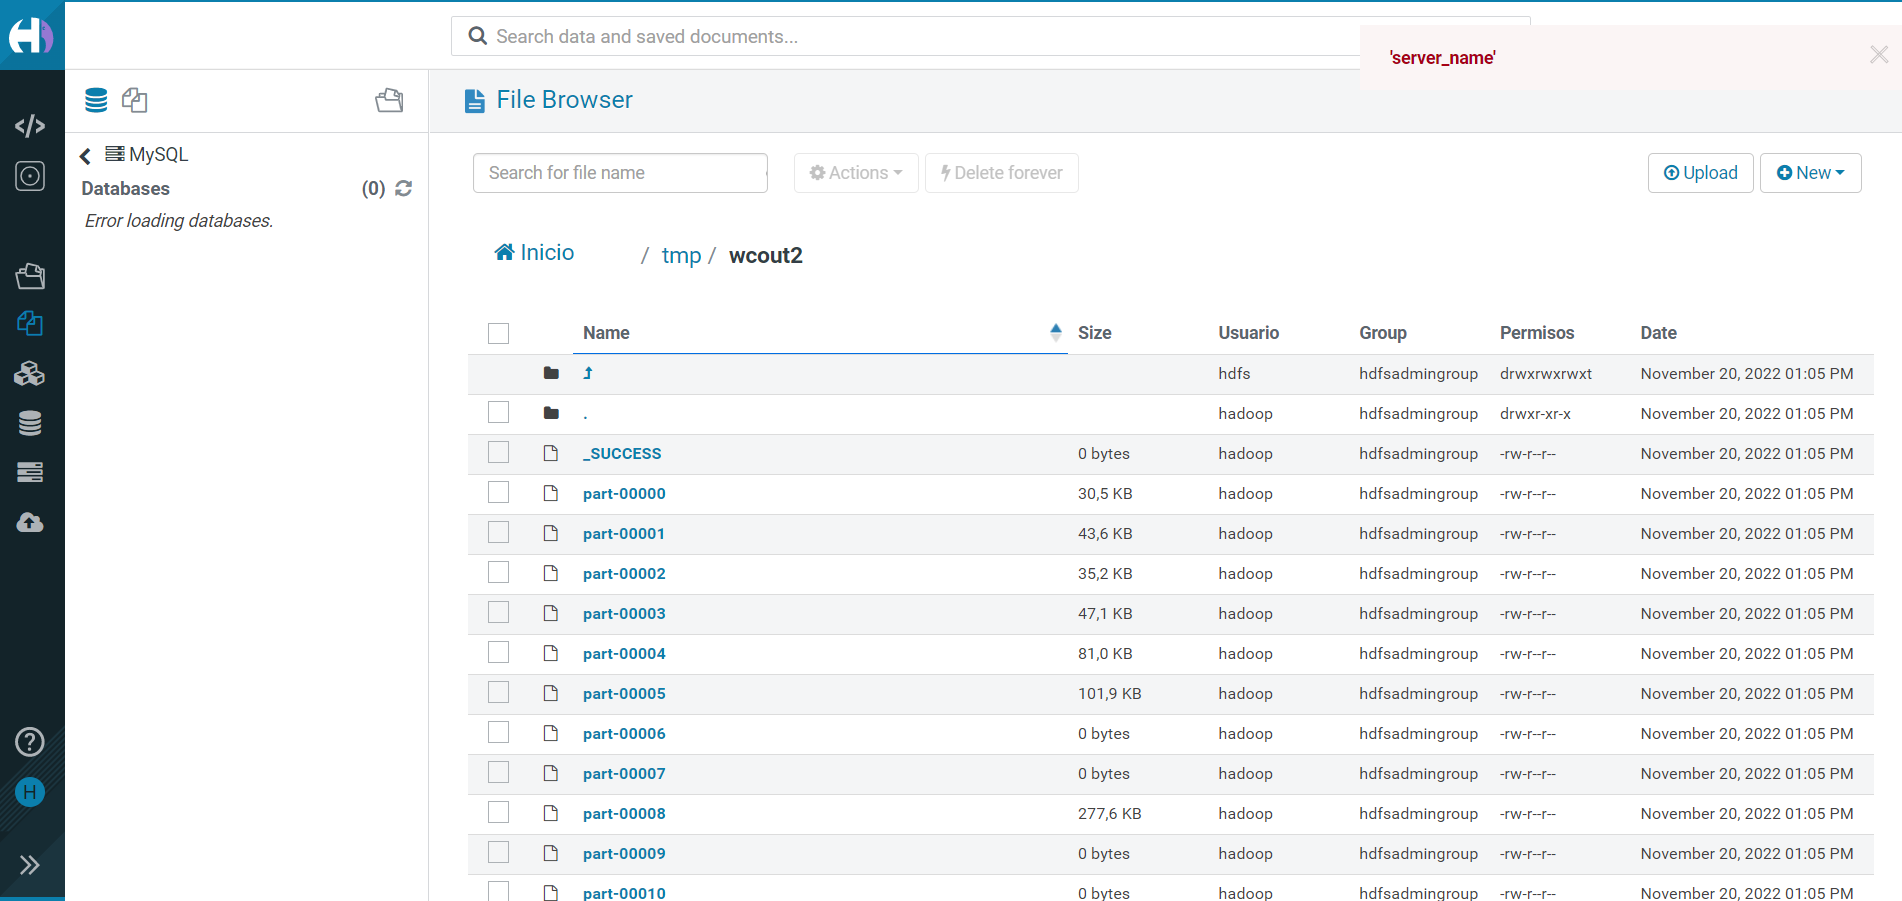 Search data and saved documents...
'server_name'
File Browser
MySQL
Databases (0)
Error loading databases.
Search for file name Actions Delete forever Upload New
Inicio / tmp / wcout2
Name Size Usuario Group Permisos Date
hdfs hdfsadmingroup drwxrwxrwxt November 20, 2022 01:05 PM
. hadoop hdfsadmingroup drwxr-xr-x November 20, 2022 01:05 PM
_SUCCESS 0 bytes hadoop hdfsadmingroup -rw-r--r-- November 20, 2022 01:05 PM
part-00000 30,5 KB hadoop hdfsadmingroup -rw-r--r-- November 20, 2022 01:05 PM
part-00001 43,6 KB hadoop hdfsadmingroup -rw-r--r-- November 20, 2022 01:05 PM
part-00002 35,2 KB hadoop hdfsadmingroup -rw-r--r-- November 20, 2022 01:05 PM
part-00003 47,1 KB hadoop hdfsadmingroup -rw-r--r-- November 20, 2022 01:05 PM
part-00004 81,0 KB hadoop hdfsadmingroup -rw-r--r-- November 20, 2022 01:05 PM
part-00005 101,9 KB hadoop hdfsadmingroup -rw-r--r-- November 20, 2022 01:05 PM
part-00006 0 bytes hadoop hdfsadmingroup -rw-r--r-- November 20, 2022 01:05 PM
part-00007 0 bytes hadoop hdfsadmingroup -rw-r--r-- November 20, 2022 01:05 PM
part-00008 277,6 KB hadoop hdfsadmingroup -rw-r--r-- November 20, 2022 01:05 PM
part-00009 0 bytes hadoop hdfsadmingroup -rw-r--r-- November 20, 2022 01:05 PM
part-00010 0 bytes hadoop hdfsadmingroup -rw-r--r-- November 20, 2022 01:05 PM
H